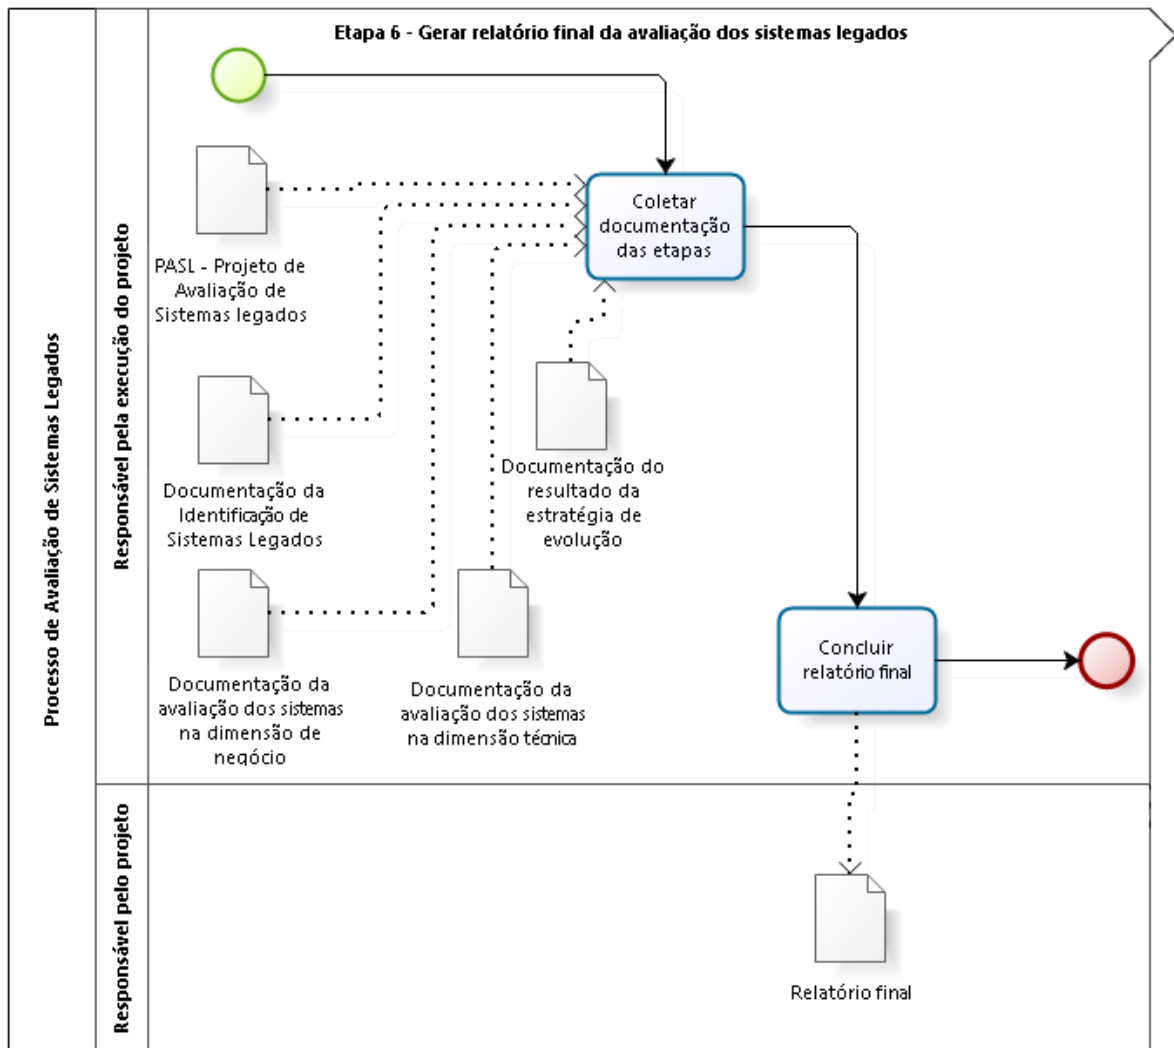 Etapa 6 - Gerar relatório final da avaliação dos sistemas legados
Processo de Avaliação de Sistemas Legados
Responsável pela execução do projeto
Coletar
documentação
das etapas
PASL - Projeto de
Avaliação de
Sistemas legados
Documentação da
Identificação de
Sistemas Legados
Documentação do
resultado da
estratégia de
evolução
Documentação da
avaliação dos sistemas
na dimensão de
negócio
Documentação da
avaliação dos sistemas
na dimensão técnica
Concluir
relatório final
Responsável pelo projeto
Relatório final